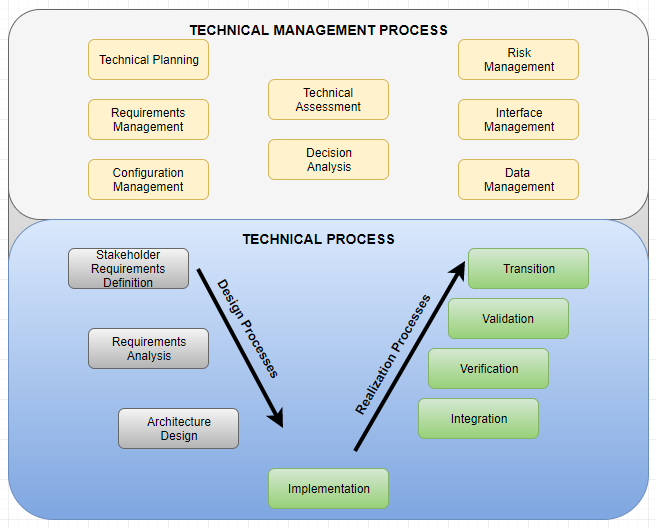 TECHNICAL MANAGEMENT PROCESS
Technical Planning
Requirements
Management
Configuration
Management
Technical
Assessment
Decision
Analysis
Risk
Management
Interface
Management
Data
Management
TECHNICAL PROCESS
Stakeholder
Requirements
Definition
Requirements
Analysis
Architecture
Design
Design Processes
Implementation
Realization Processes
Transition
Validation
Verification
Integration